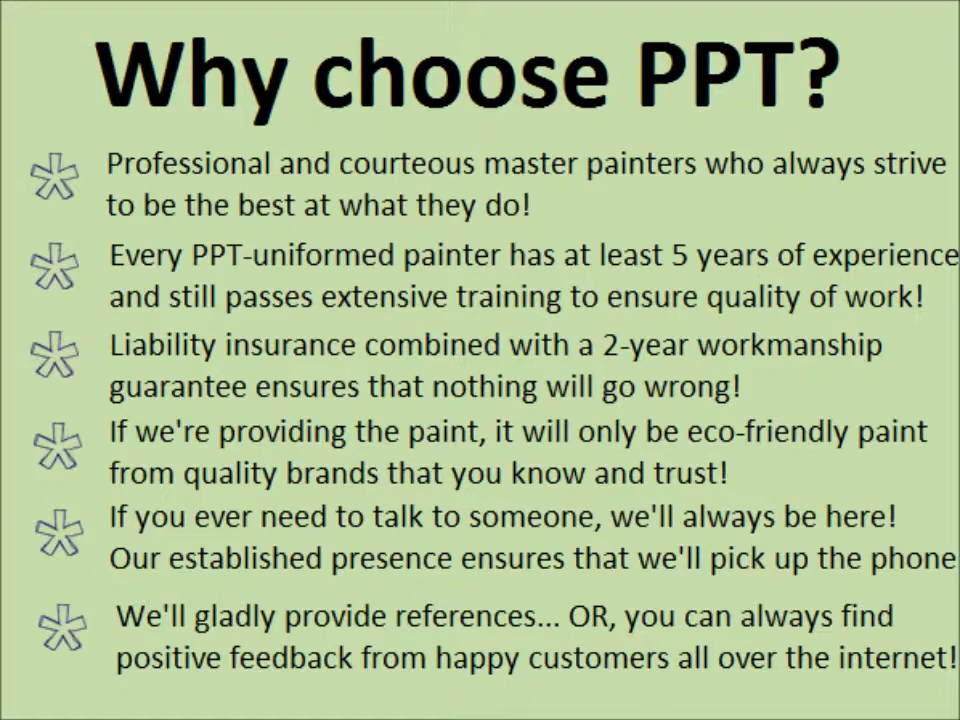 Why choose PPT?
Professional and courteous master painters who always strive
to be the best at what they do!
Every PPT-uniformed painter has at least 5 years of experience
and still passes extensive training to ensure quality of work!
Liability insurance combined with a 2-year workmanship
guarantee ensures that nothing will go wrong!
If we're providing the paint, it will only be eco-friendly paint
from quality brands that you know and trust!
If you ever need to talk to someone, we'll always be here!
Our established presence ensures that we'll pick up the phone
We'll gladly provide references... OR, you can always find
positive feedback from happy customers all over the internet!